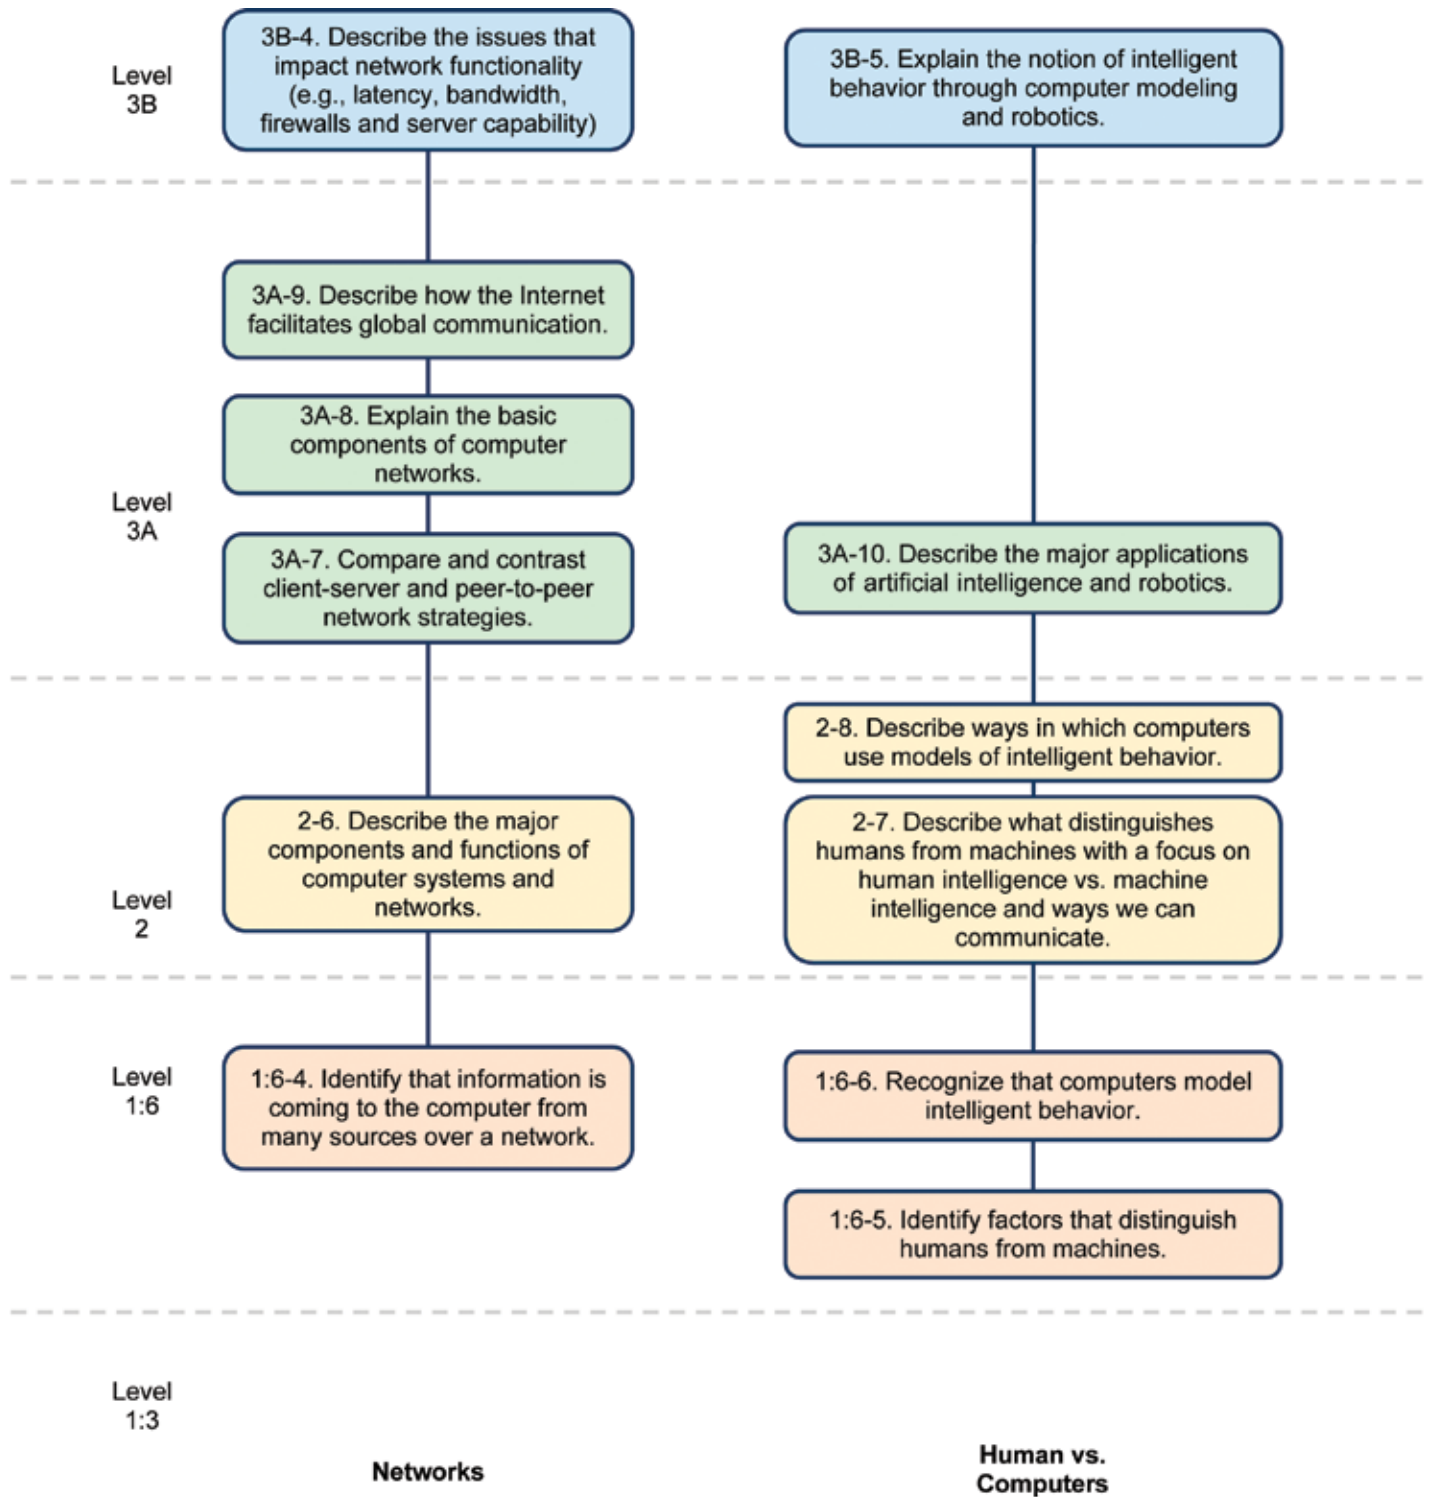 Level
3B
3B-4. Describe the issues that
impact network functionality
(e.g., latency, bandwidth,
firewalls and server capability)
3B-5. Explain the notion of intelligent
behavior through computer modeling
and robotics.
Level
3A
3A-9. Describe how the Internet
facilitates global communication.
3A-8. Explain the basic
components of computer
networks.
3A-7. Compare and contrast
client-server and peer-to-peer
network strategies.
3A-10. Describe the major applications
of artificial intelligence and robotics.
Level
2
2-6. Describe the major
components and functions of
computer systems and
networks.
2-8. Describe ways in which computers
use models of intelligent behavior.
2-7. Describe what distinguishes
humans from machines with a focus on
human intelligence vs. machine
intelligence and ways we can
communicate.
Level
1:6
1:6-4. Identify that information is
coming to the computer from
many sources over a network.
1:6-6. Recognize that computers model
intelligent behavior.
1:6-5. Identify factors that distinguish
humans from machines.
Level
1:3
Networks
Human vs.
Computers